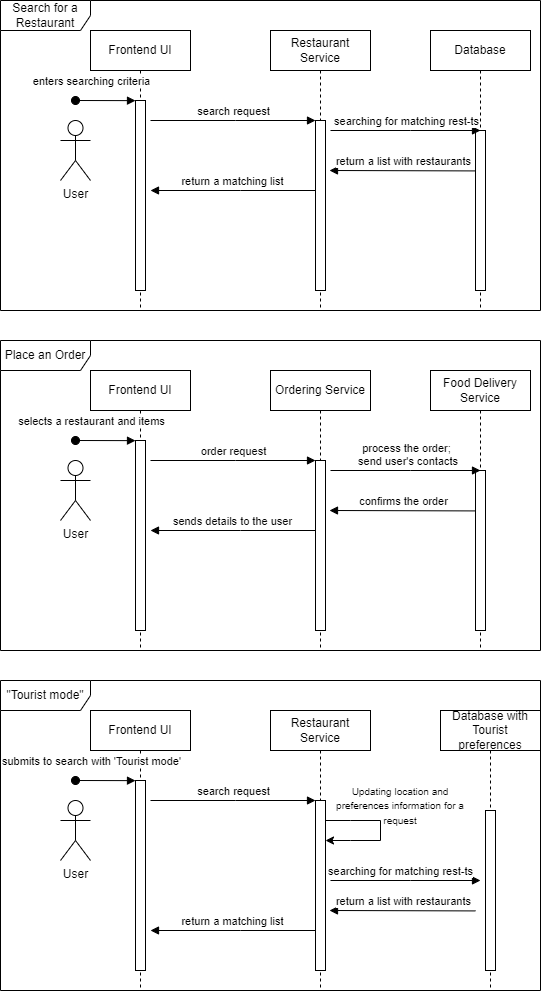 Search for a
Restaurant
Frontend UI
Restaurant
Service
Database
enters searching criteria
search request
searching for matching rest-ts
return a list with restaurants
return a matching list
User
Place an Order
Frontend UI
Ordering Service
Food Delivery
Service
selects a restaurant and items
order request
process the order;
send user's contacts
confirms the order
sends details to the user
User
"Tourist mode"
Frontend UI
Restaurant
Service
Database with
Tourist
preferences
submits to search with 'Tourist mode'
search request
Updating location and
preferences information for a
request
User
searching for matching rest-ts
return a list with restaurants
return a matching list